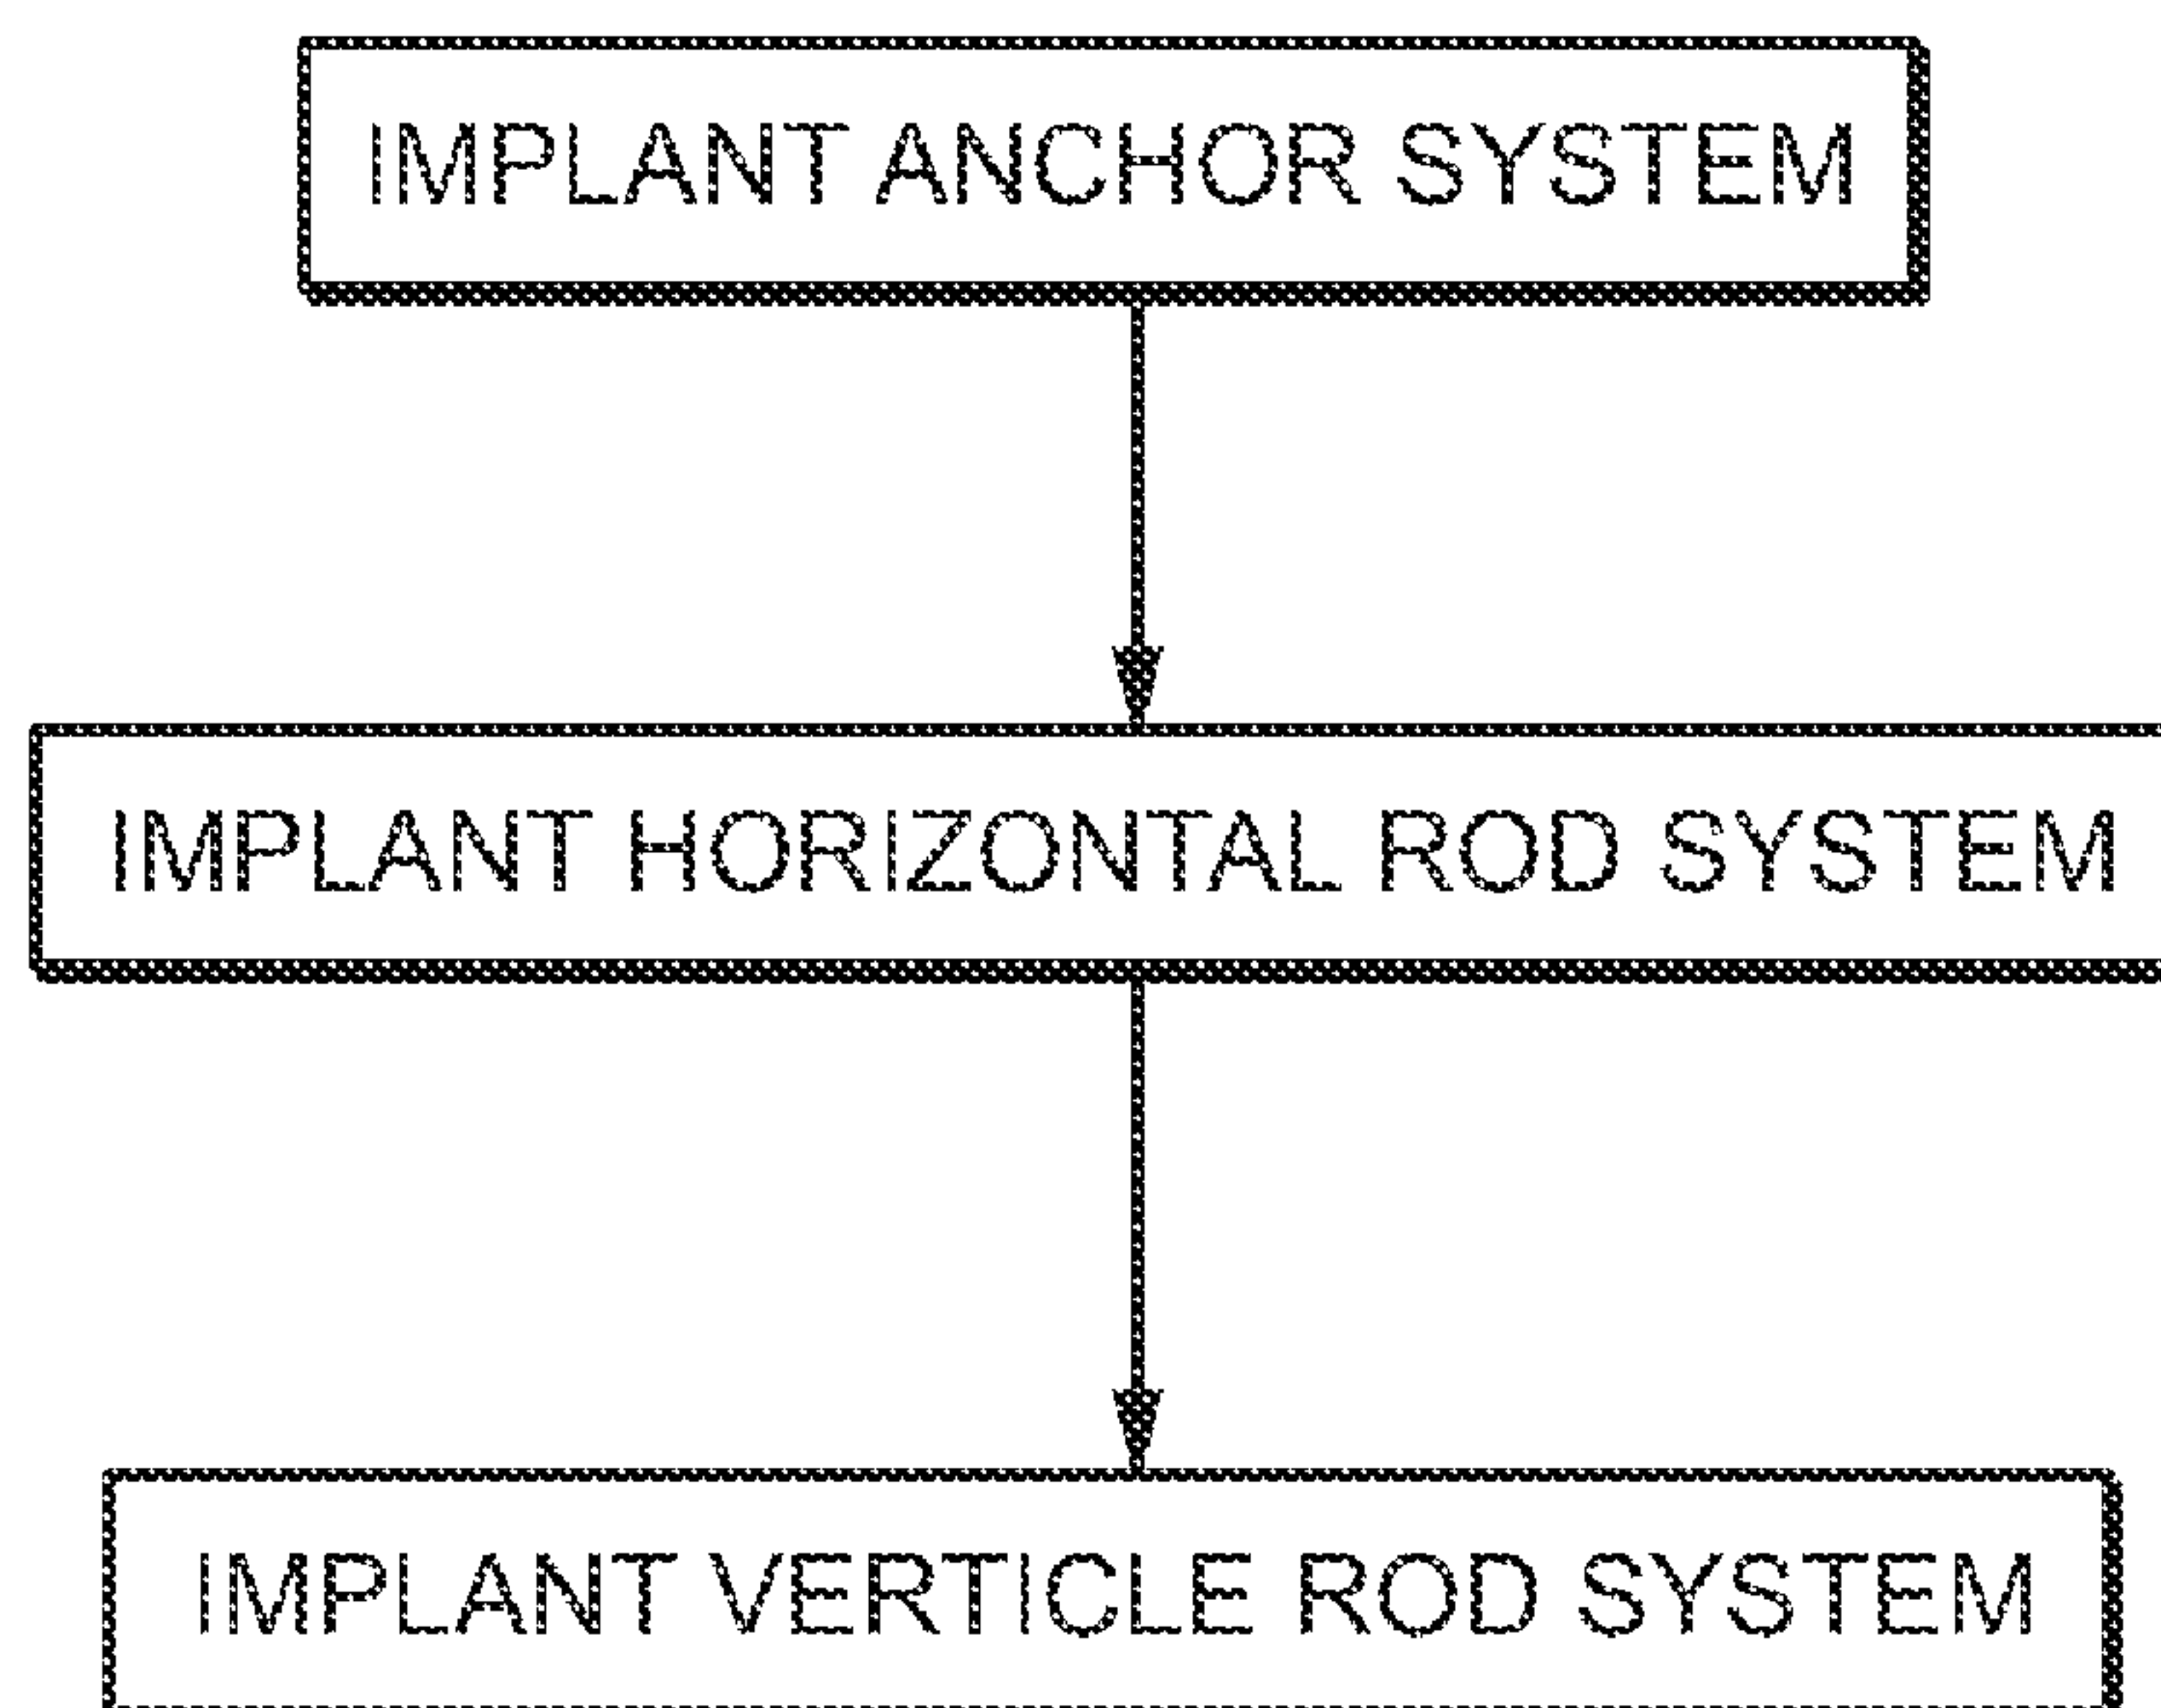 IMPLANT ANCHOR SYSTEM
IMPLANT HORIZONTAL ROD SYSTEM
IMPLANT VERTICLE ROD SYSTEM